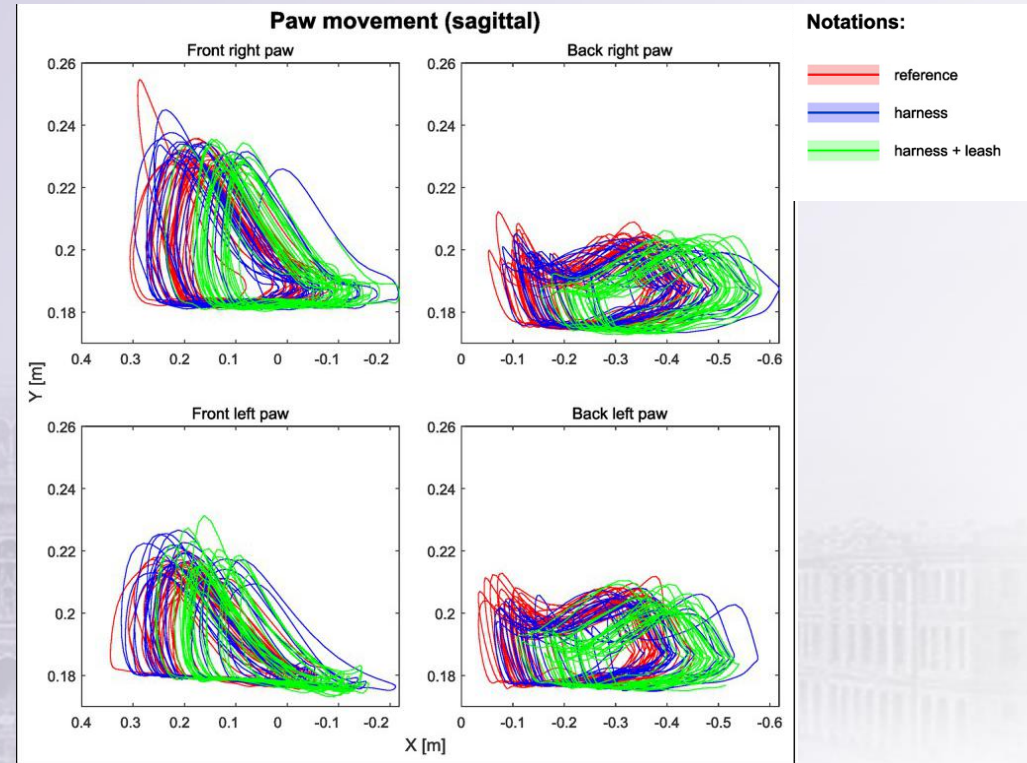 Paw movement (sagittal)
Notations:
reference
harness
harness + leash
Front right paw
0.26
0.24
0.22
0.2
0.18
0.4 0.3 0.2 0.1 0 -0.1 -0.2
Back right paw
0.26
0.24
0.22
0.2
0.18
0 -0.1 -0.2 -0.3 -0.4 -0.5 -0.6
Y [m]
Front left paw
0.26
0.24
0.22
0.2
0.18
0.4 0.3 0.2 0.1 0 -0.1 -0.2
Back left paw
0.26
0.24
0.22
0.2
0.18
0 -0.1 -0.2 -0.3 -0.4 -0.5 -0.6
X [m]